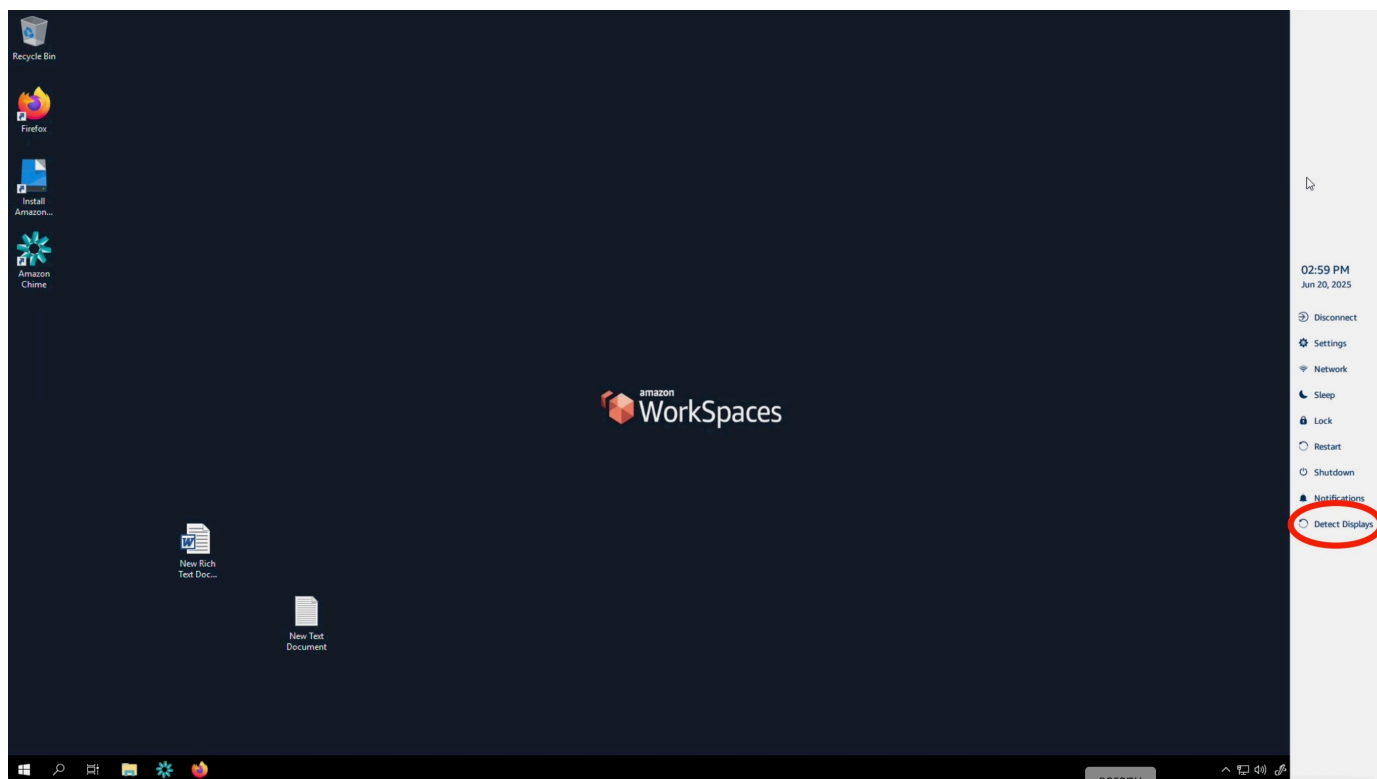 Recycle Bin
Firefox
Install
Amazon...
Amazon
Chime
amazon
WorkSpaces
New Rich
Text Doc...
New Text
Document
02:59 PM
Jun 20, 2025
Disconnect
Settings
Network
Sleep
Lock
Restart
Shutdown
Notifications
Detect Displays